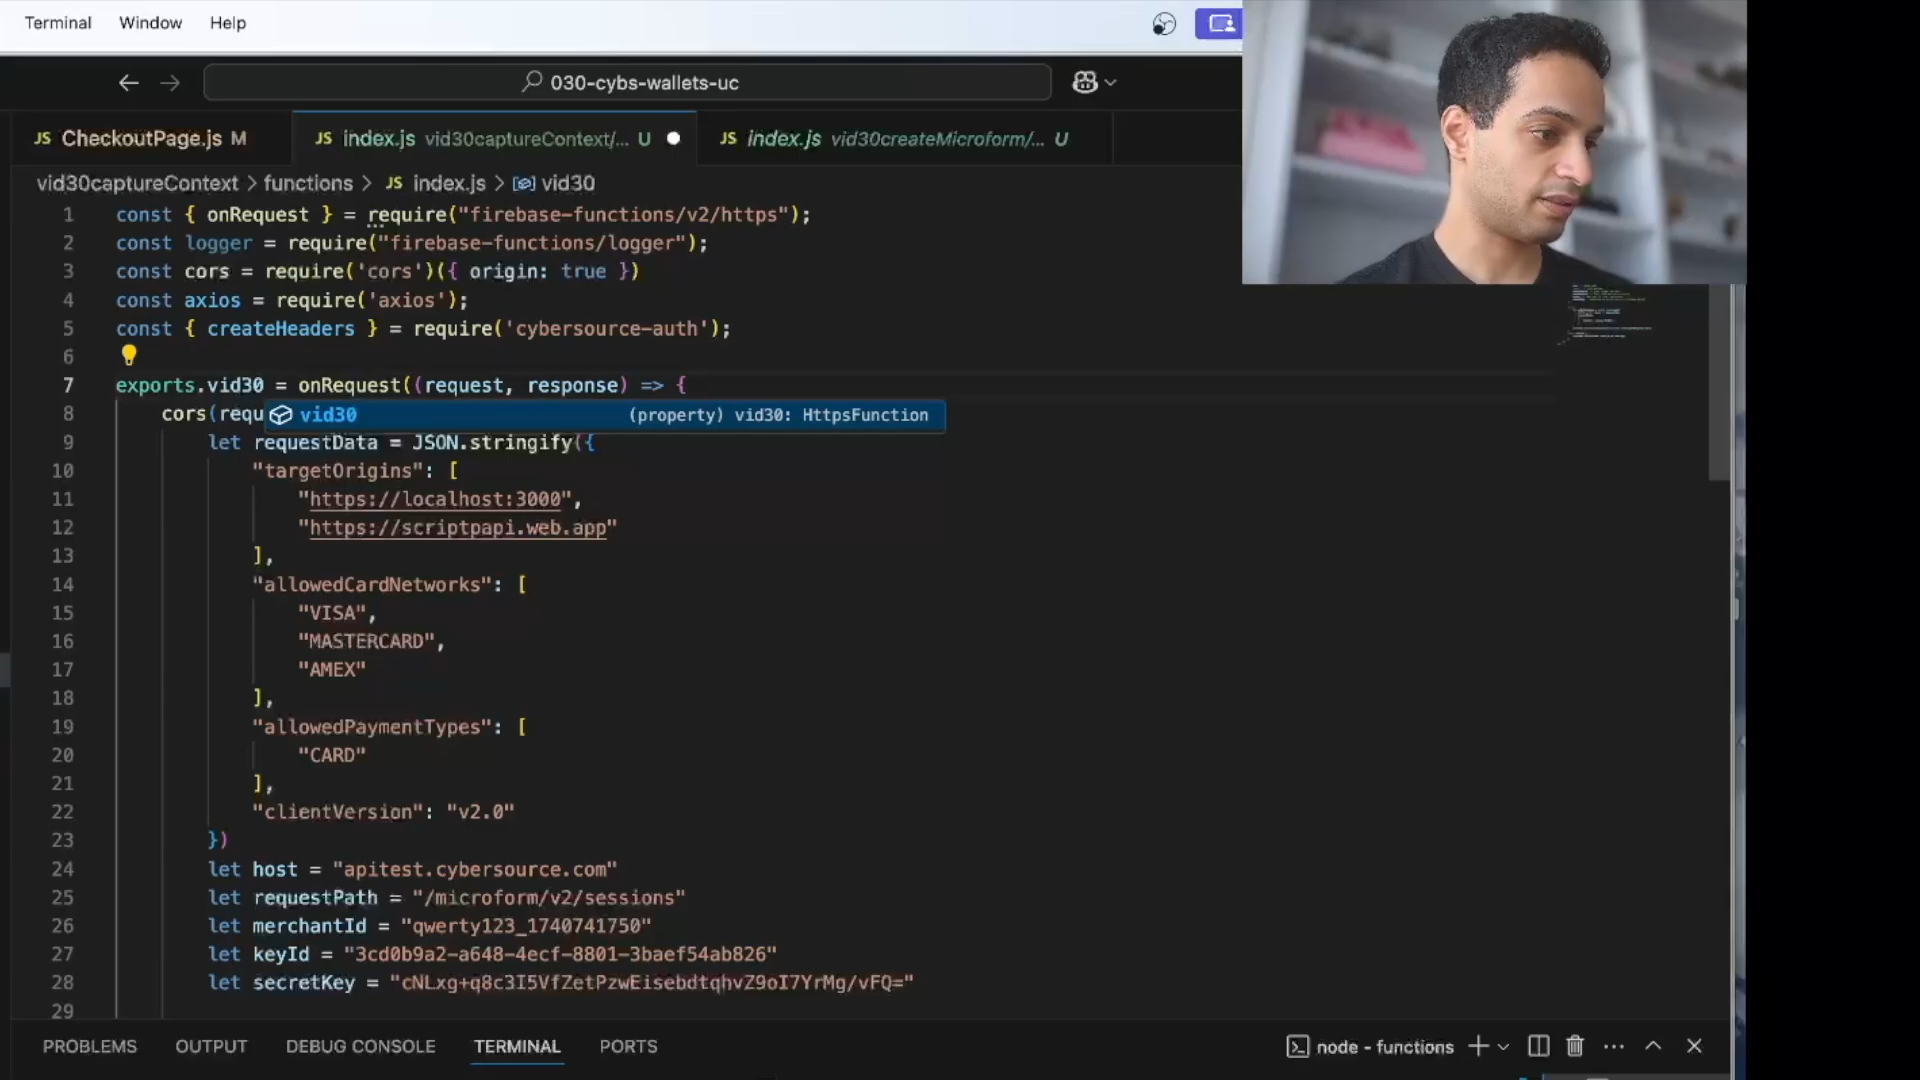 Terminal Window Help
030-cybs-wallets-uc
JS CheckoutPage.js M
JS index.js vid30captureContext/... U
JS index.js vid30createMicroform/... U
vid30captureContext > functions > JS index.js > vid30
1 const { onRequest } = require("firebase-functions/v2/https");
2 const logger = require("firebase-functions/logger");
3 const cors = require('cors')({ origin: true })
4 const axios = require('axios');
5 const { createHeaders } = require('cybersource-auth');
6
7 exports.vid30 = onRequest((request, response) => {
8 cors(requ
vid30 (property) vid30: HttpsFunction
9 let requestData = JSON.stringify({
10 "targetOrigins": [
11 "https://localhost:3000",
12 "https://scriptpapi.web.app"
13 ],
14 "allowedCardNetworks": [
15 "VISA",
16 "MASTERCARD",
17 "AMEX"
18 ],
19 "allowedPaymentTypes": [
20 "CARD"
21 ],
22 "clientVersion": "v2.0"
23 })
24 let host = "apitest.cybersource.com"
25 let requestPath = "/microform/v2/sessions"
26 let merchantId = "qwerty123_1740741750"
27 let keyId = "3cd0b9a2-a648-4ecf-8801-3baef54ab826"
28 let secretKey = "cNLxg+q8c3I5VfZetPzwEisebdtqhvZ9oI7YrMg/vFQ="
29
PROBLEMS OUTPUT DEBUG CONSOLE TERMINAL PORTS
node - functions